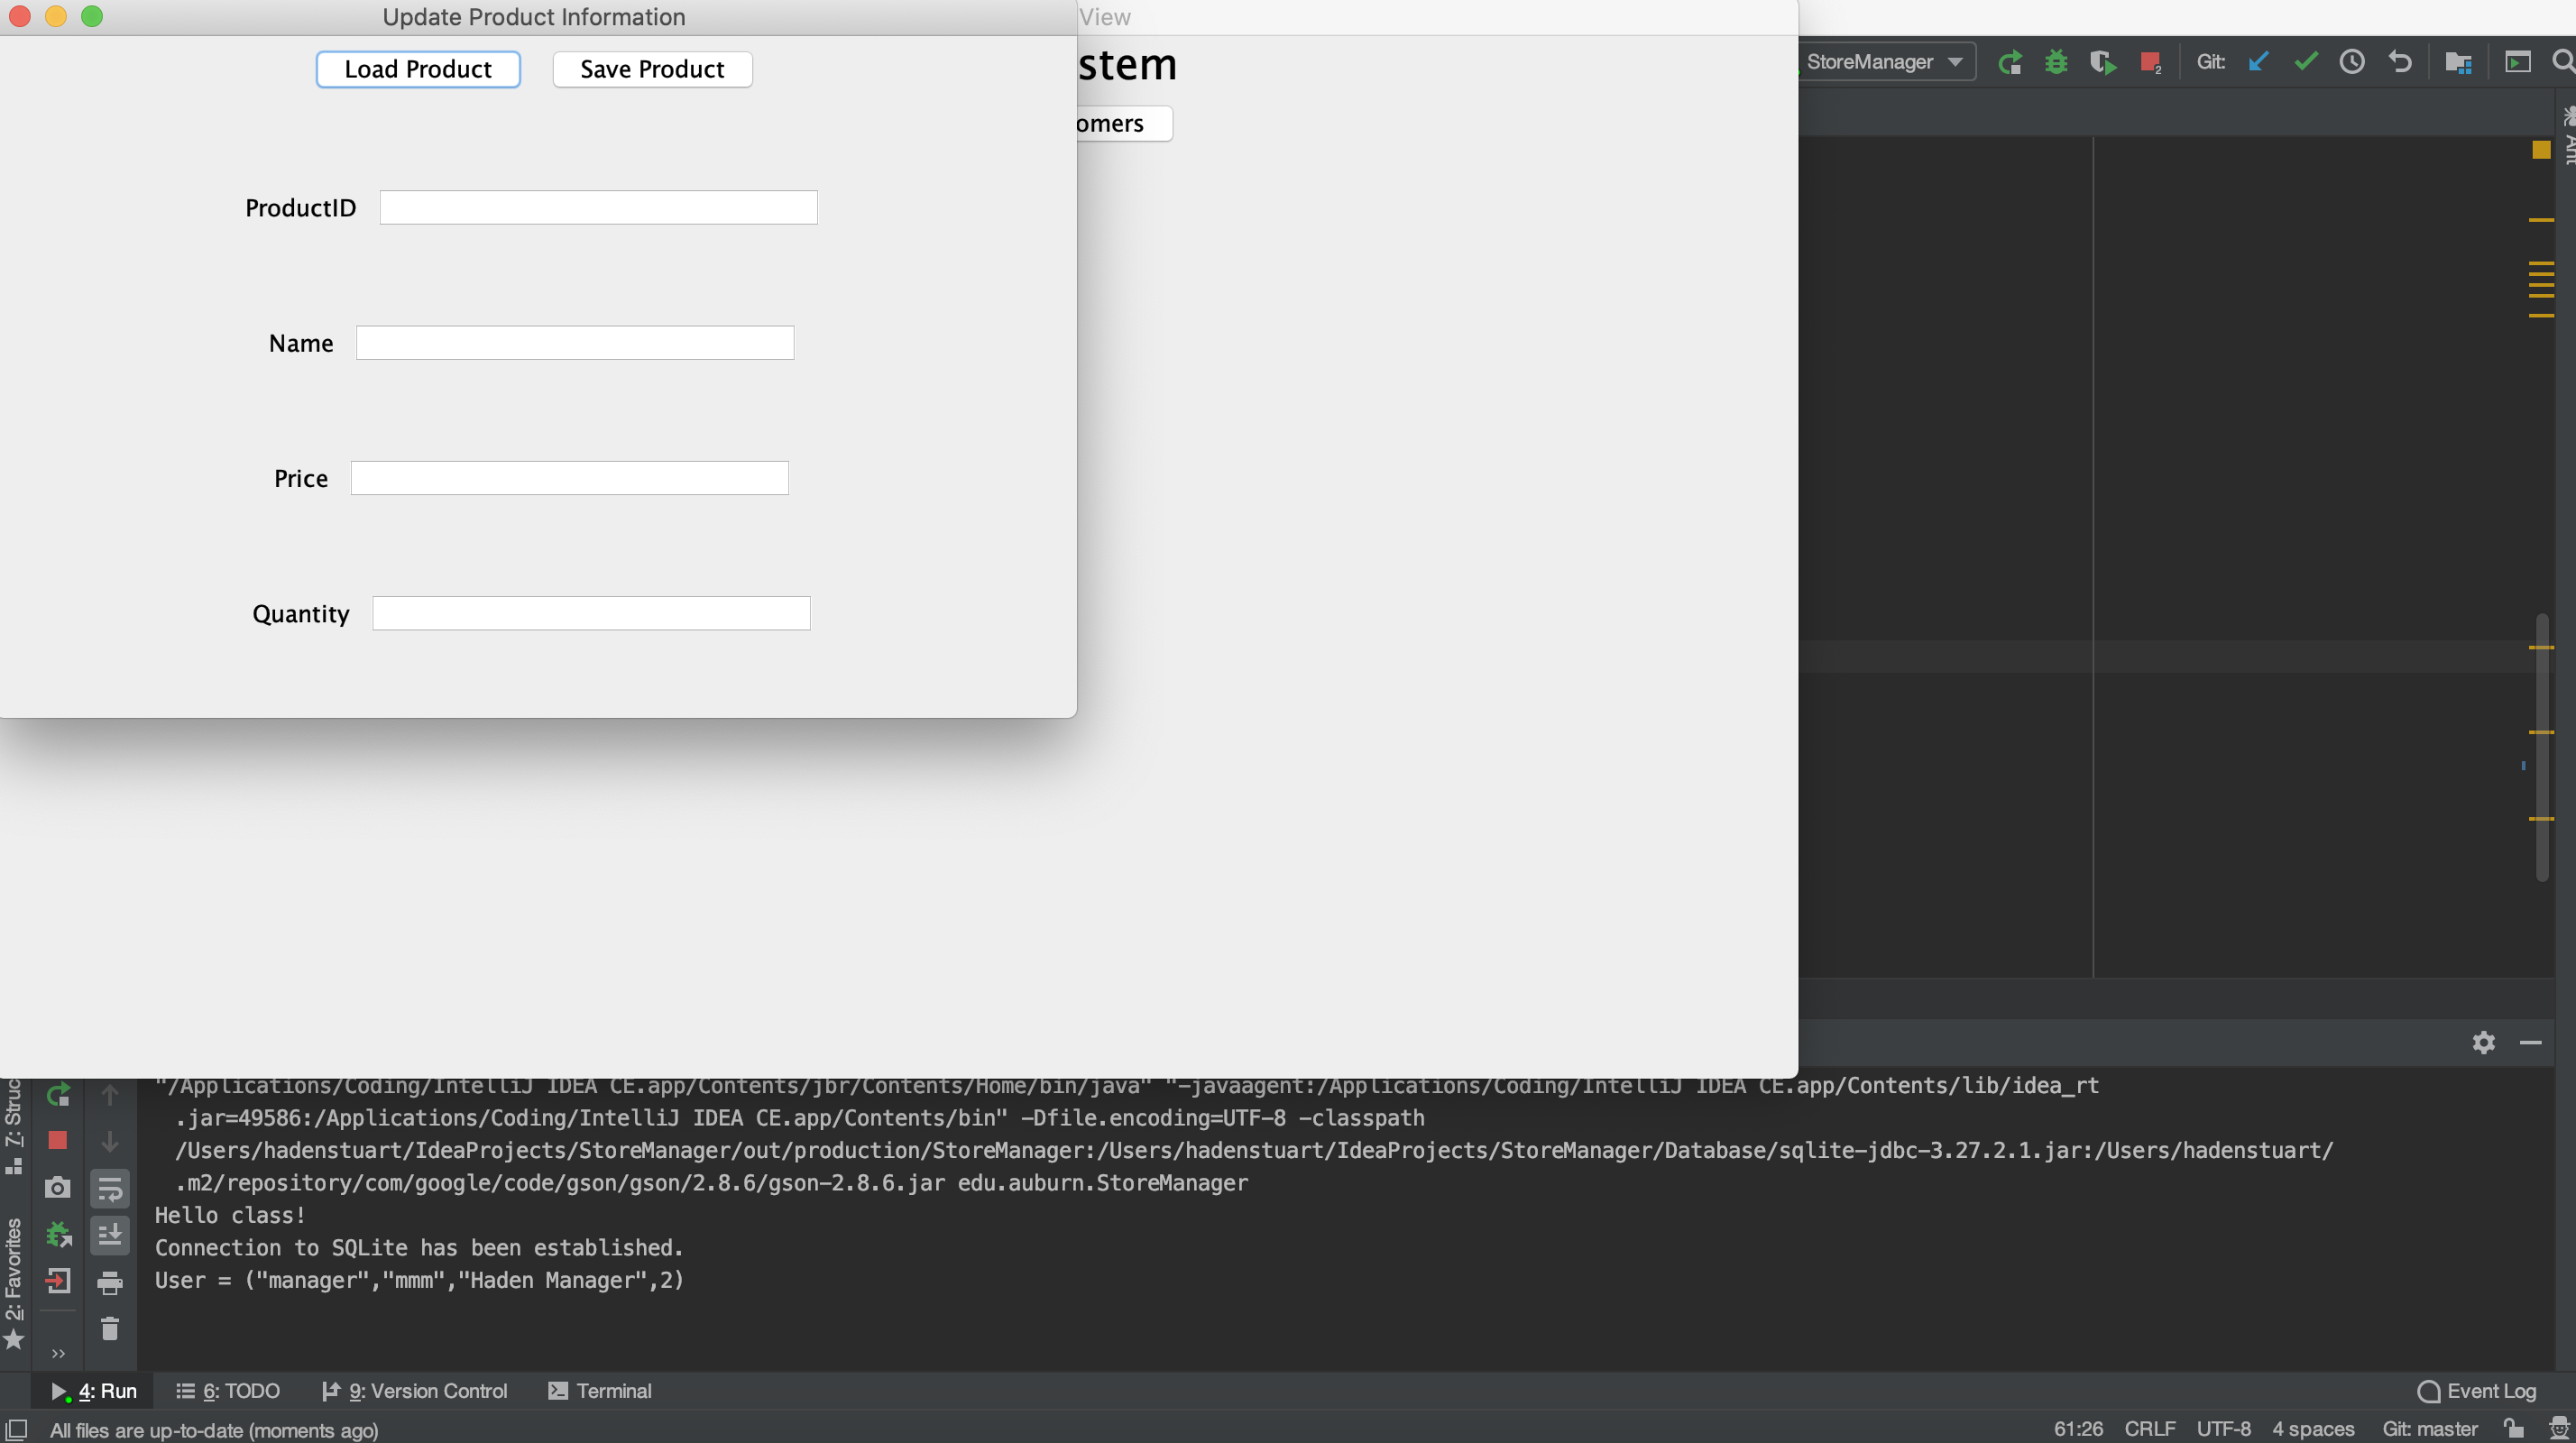 Update Product Information
View
Load Product
Save Product
stem
omers
ProductID
Name
Price
Quantity
StoreManager
2
Git:
Ant
"/Applications/Coding/IntelliJ IDEA CE.app/Contents/jbr/Contents/Home/bin/java" "-javaagent:/Applications/Coding/IntelliJ IDEA CE.app/Contents/lib/idea_rt
.jar=49586:/Applications/Coding/IntelliJ IDEA CE.app/Contents/bin" -Dfile.encoding=UTF-8 -classpath
/Users/hadenstuart/IdeaProjects/StoreManager/out/production/StoreManager:/Users/hadenstuart/IdeaProjects/StoreManager/Database/sqlite-jdbc-3.27.2.1.jar:/Users/hadenstuart/
.m2/repository/com/google/code/gson/gson/2.8.6/gson-2.8.6.jar edu.auburn.StoreManager
Hello class!
Connection to SQLite has been established.
User = ("manager","mmm","Haden Manager",2)
7: Struc
2: Favorites
4: Run
6: TODO
9: Version Control
Terminal
Event Log
All files are up-to-date (moments ago)
61:26
CRLF
UTF-8
4 spaces
Git: master